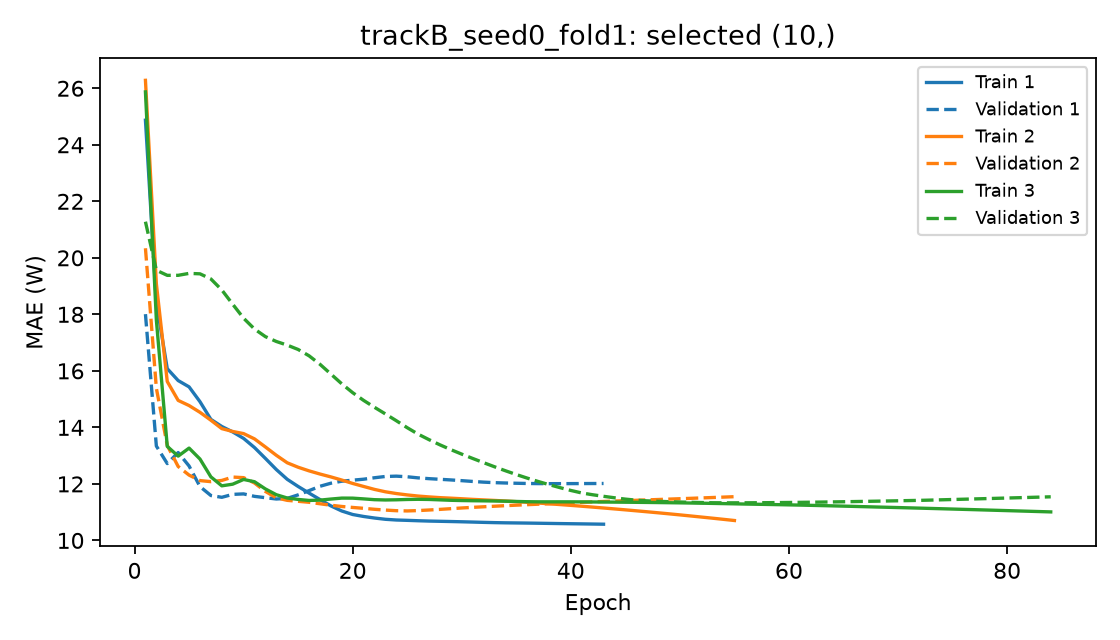 trackB_seed0_fold1: selected (10,)
Train 1
Validation 1
Train 2
Validation 2
Train 3
Validation 3
MAE (W)
26
24
22
20
18
16
14
12
10
0
20
40
60
80
Epoch